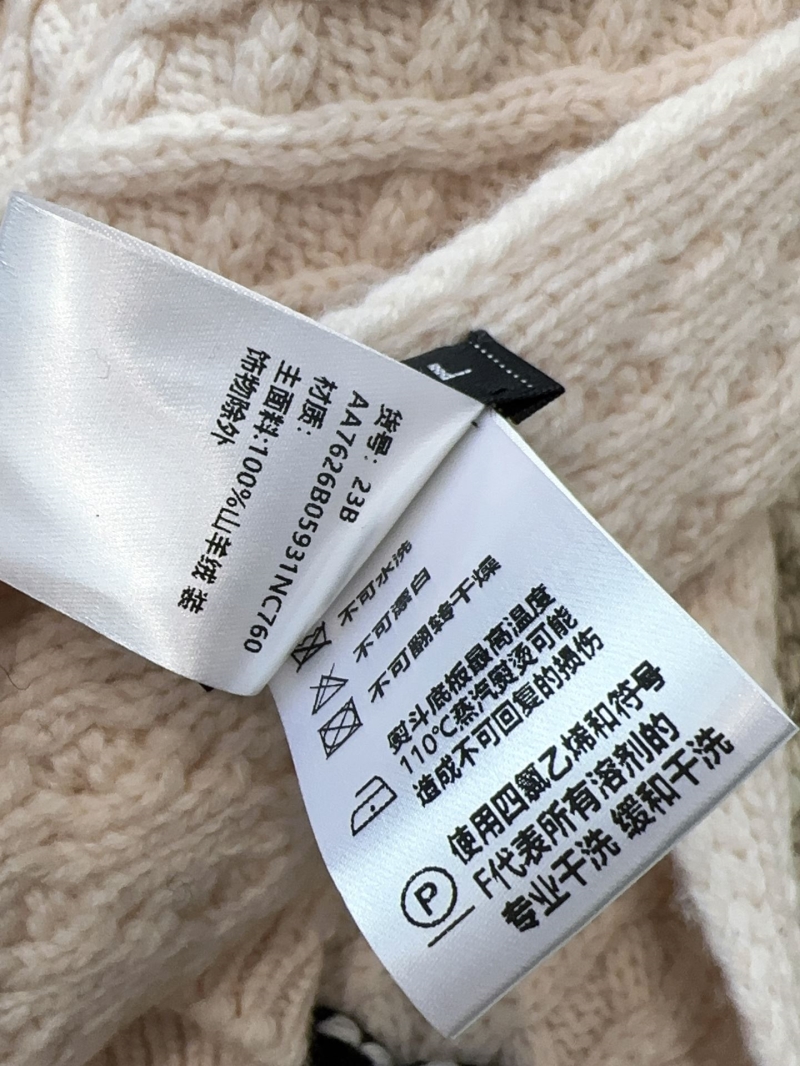 货号：23B
AA7626B05931NC760
材质：
主面料:100%山羊绒 装
饰物除外
L
不可水洗
不可漂白
不可翻转干燥
熨斗底板最高温度
110℃蒸汽熨烫可能
造成不可回复的损伤
P
使用四氯乙烯和符号
F代表所有溶剂的
专业干洗 缓和干洗